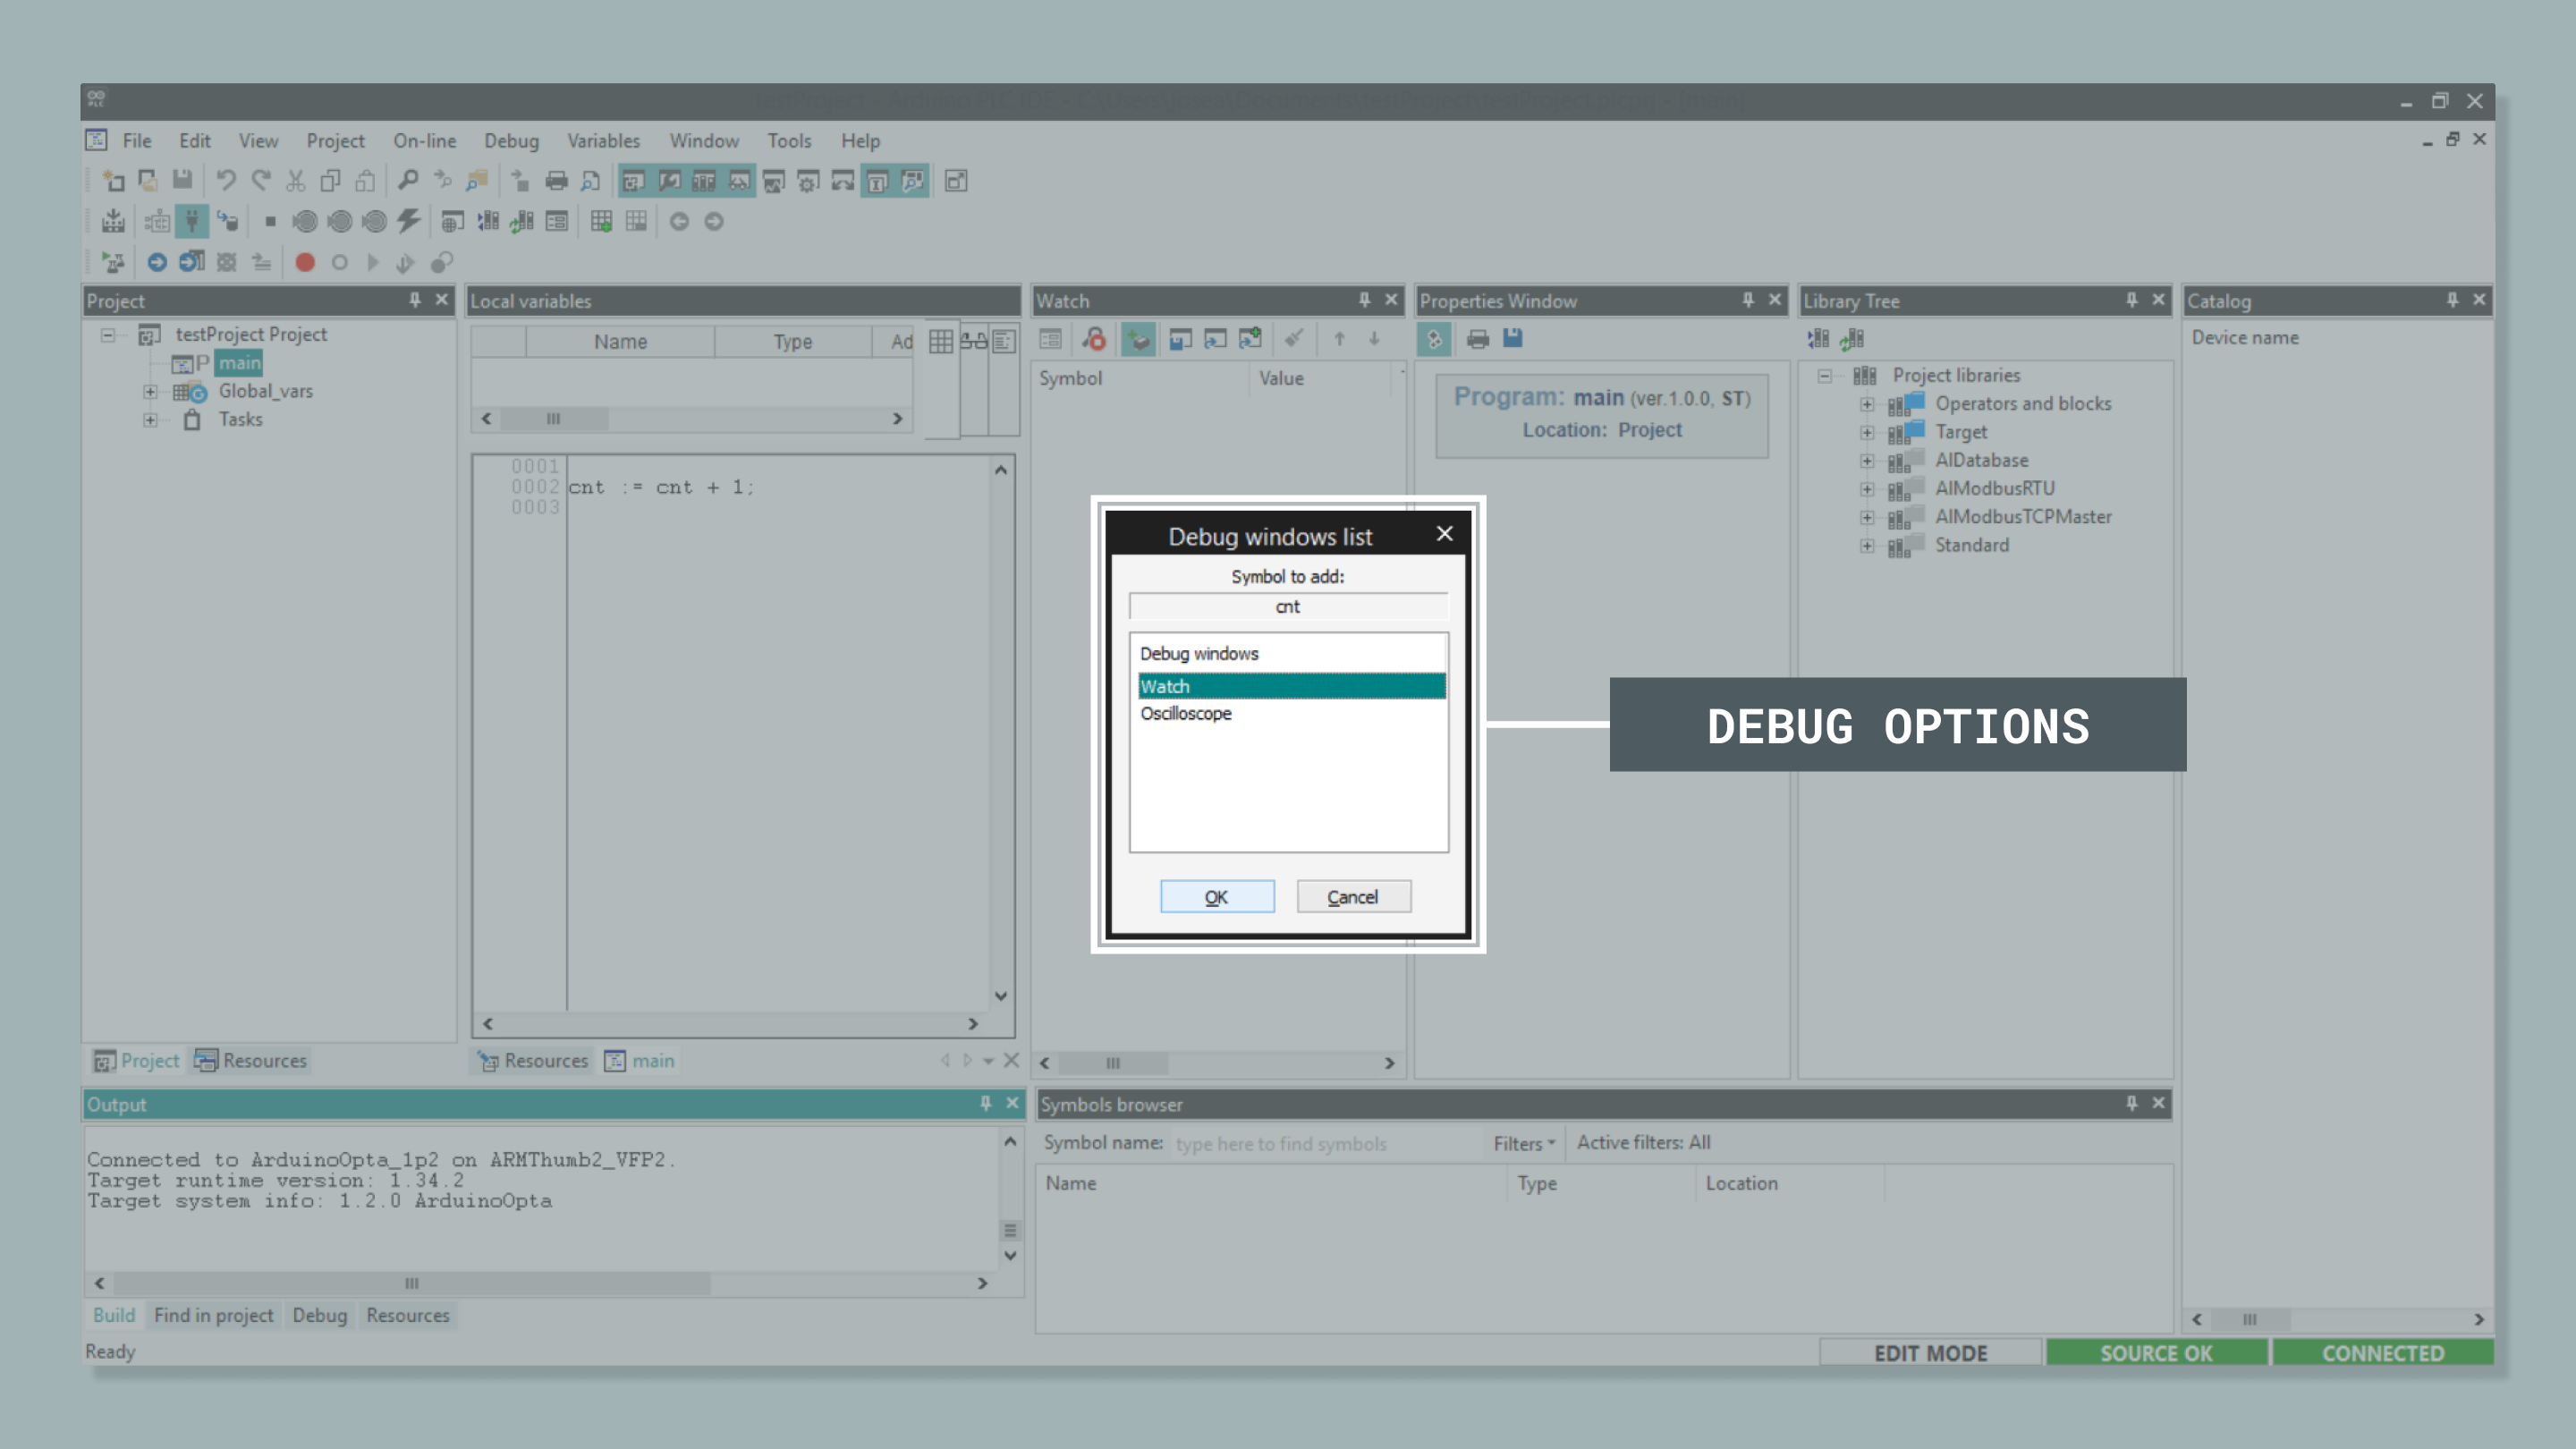 PLC
File Edit View Project On-line Debug Variables Window Tools Help
Project
testProject Project
P main
Global_vars
Tasks
Project Resources
Local variables
Name Type Ad
0001
0002 cnt := cnt + 1;
0003
Resources main
Watch
Symbol Value
Properties Window
Program: main (ver.1.0.0, ST)
Location: Project
Library Tree
Project libraries
Operators and blocks
Target
AlDatabase
AlModbusRTU
AlModbusTCPMaster
Standard
Catalog
Device name
Debug windows list
Symbol to add:
cnt
Debug windows
Watch
Oscilloscope
OK Cancel
DEBUG OPTIONS
Output
Connected to ArduinoOpta_1p2 on ARMThumb2_VFP2.
Target runtime version: 1.34.2
Target system info: 1.2.0 ArduinoOpta
Build Find in project Debug Resources
Symbols browser
Symbol name: type here to find symbols Filters Active filters: All
Name Type Location
Ready
EDIT MODE SOURCE OK CONNECTED